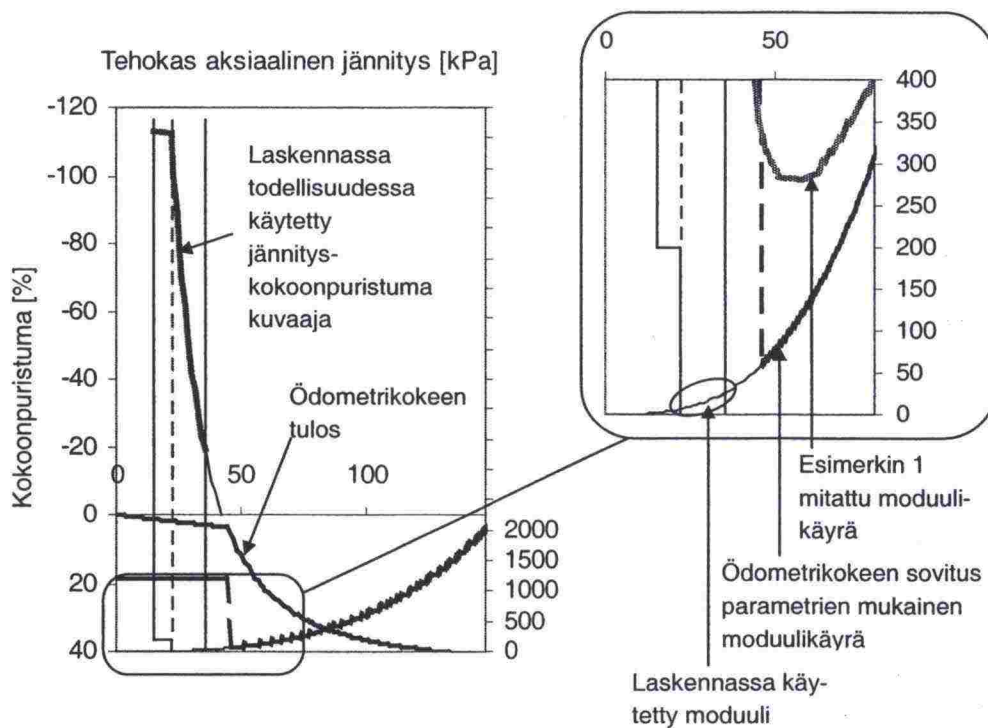 Tehokas aksiaalinen jännitys [kPa]
Kokoonpuristuma [%]
-120
-100
-80
-60
-40
-20
0
20
40
0
50
100
2000
1500
1000
500
0
Laskennassa
todellisuudessa
käytetty
jännitys-
kokoonpuristuma
kuvaaja
Ödometrikokeen
tulos
0
50
400
350
300
250
200
150
100
50
0
Esimerkin 1
mitattu moduuli-
käyrä
Ödometrikokeen sovitus
parametrien mukainen
moduulikäyrä
Laskennassa käy-
tetty moduuli